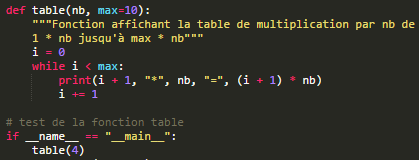 def table(nb, max=10):
    """Fonction affichant la table de multiplication par nb de
    1 * nb jusqu'à max * nb"""
    i = 0
    while i < max:
        print(i + 1, "*", nb, "=", (i + 1) * nb)
        i += 1
# test de la fonction table
if __name__ == "__main__":
    table(4)